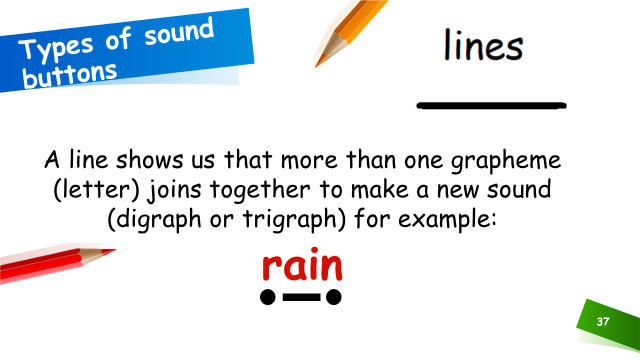 Types of sound
buttons
lines
A line shows us that more than one grapheme
(letter) joins together to make a new sound
(digraph or trigraph) for example:
rain
37